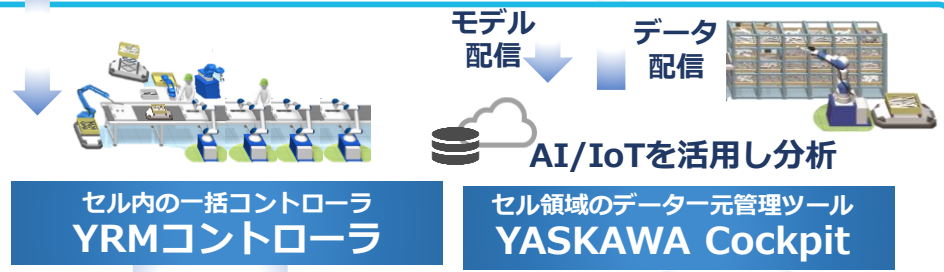 モデル
配信
データ
配信
AI/IoTを活用し分析
セル内の一括コントローラ
YRMコントローラ
セル領域のデータ一元管理ツール
YASKAWA Cockpit